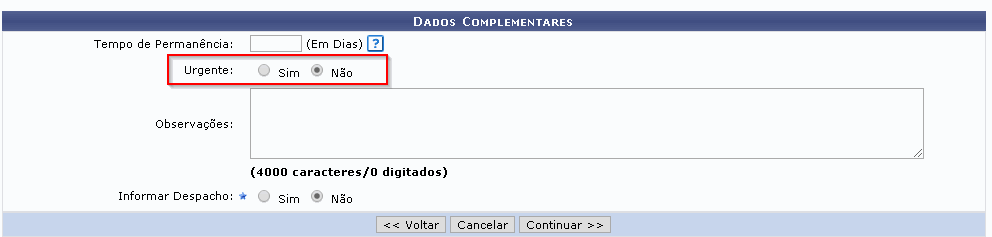 DADOS COMPLEMENTARES
Tempo de Permanência: (Em Dias) ?
Urgente: Sim Não
Observações:
(4000 caracteres/0 digitados)
Informar Despacho: Sim Não
<< Voltar Cancelar Continuar >>